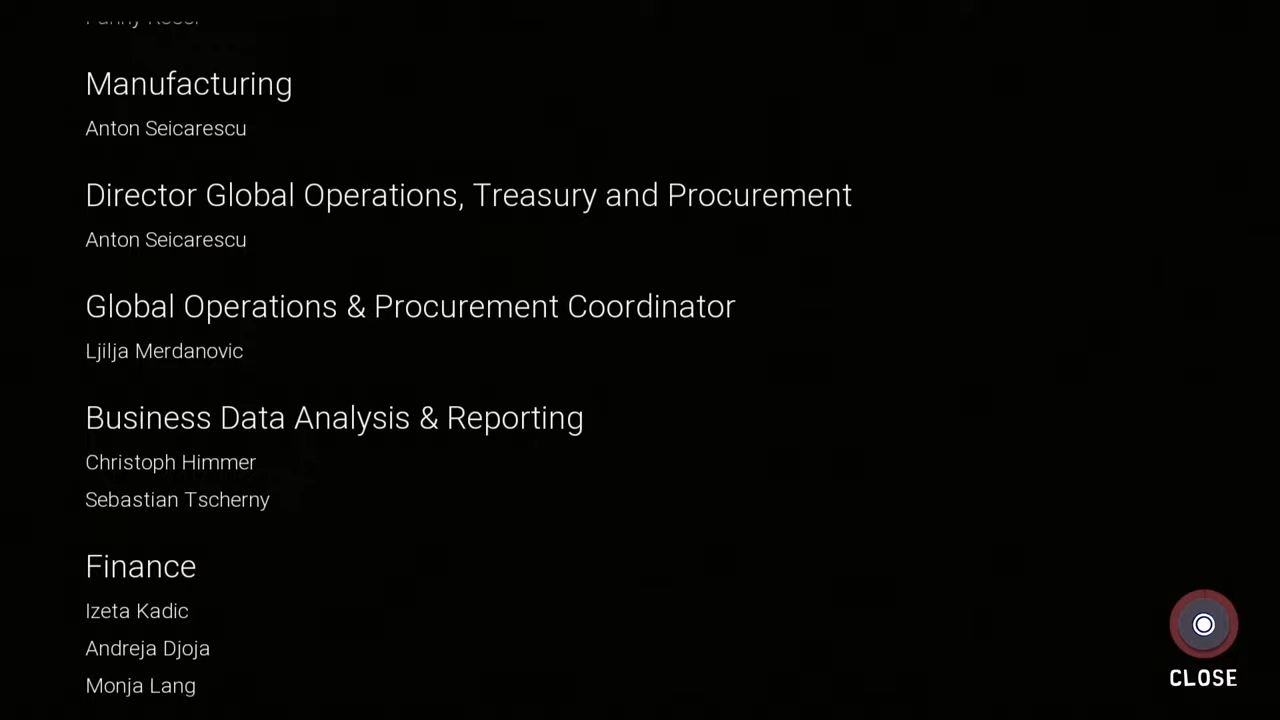 Manufacturing
Anton Seicarescu
Director Global Operations, Treasury and Procurement
Anton Seicarescu
Global Operations & Procurement Coordinator
Ljilja Merdanovic
Business Data Analysis & Reporting
Christoph Himmer
Sebastian Tscherny
Finance
Izeta Kadic
Andreja Djoja
Monja Lang
CLOSE